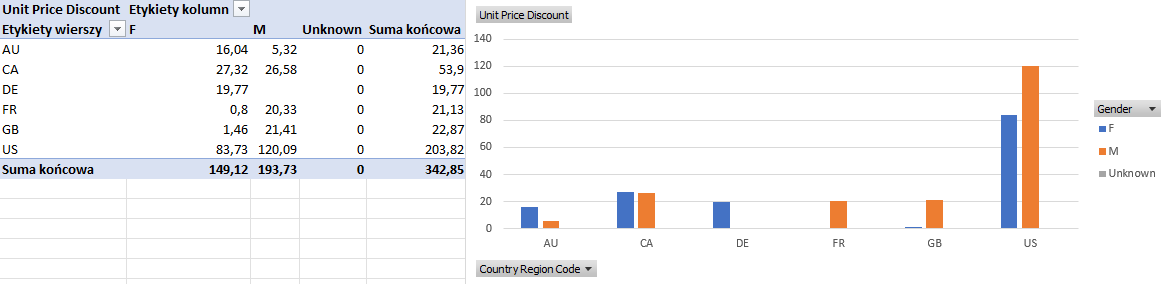 Unit Price Discount Etykiety kolumn
Etykiety wierszy F M Unknown Suma końcowa
AU 16,04 5,32 0 21,36
CA 27,32 26,58 0 53,9
DE 19,77 0 19,77
FR 0,8 20,33 0 21,13
GB 1,46 21,41 0 22,87
US 83,73 120,09 0 203,82
Suma końcowa 149,12 193,73 0 342,85
Unit Price Discount
140
120
100
80
60
40
20
0
AU CA DE FR GB US
Gender
F
M
Unknown
Country Region Code